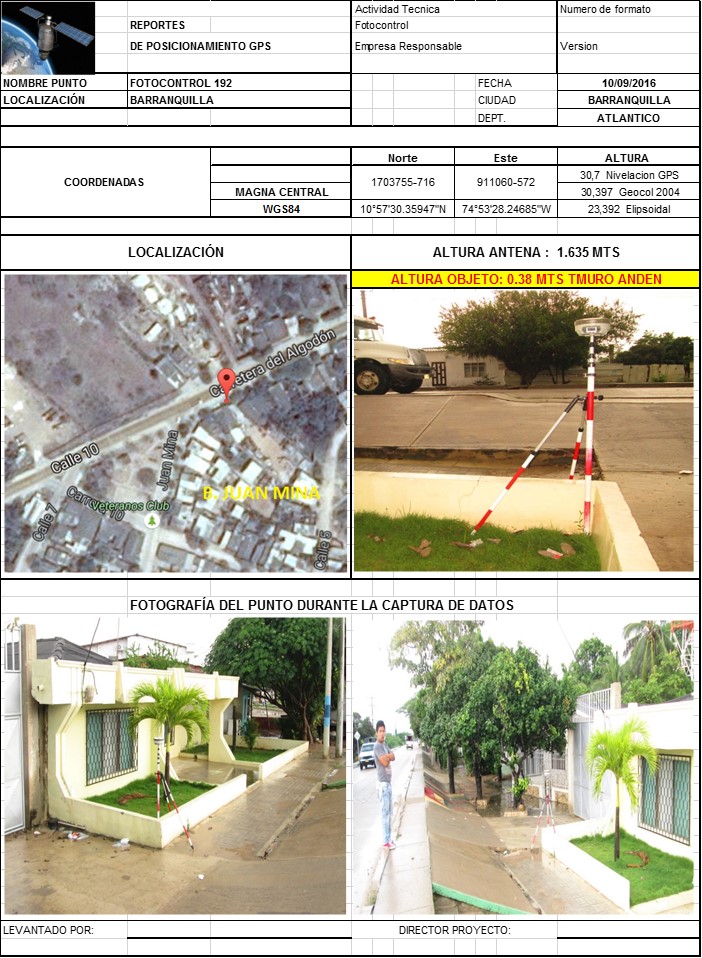 Actividad Tecnica
Numero de formato
REPORTES
Fotocontrol
DE POSICIONAMIENTO GPS
Empresa Responsable
Version
NOMBRE PUNTO
FOTOCONTROL 192
FECHA
10/09/2016
LOCALIZACIÓN
BARRANQUILLA
CIUDAD
BARRANQUILLA
DEPT.
ATLANTICO
COORDENADAS
Norte
Este
ALTURA
1703755-716
911060-572
30,7 Nivelacion GPS
MAGNA CENTRAL
30,397 Geocol 2004
WGS84
10°57'30.35947"N
74°53'28.24685"W
23,392 Elipsoidal
LOCALIZACIÓN
ALTURA ANTENA : 1.635 MTS
ALTURA OBJETO: 0.38 MTS TMURO ANDEN
Carretera del Algodón
Calle 10
Juan Mina
B. JUAN MINA
Veteranos Club
Calle 7
Calle 5
FOTOGRAFÍA DEL PUNTO DURANTE LA CAPTURA DE DATOS
LEVANTADO POR:
DIRECTOR PROYECTO: